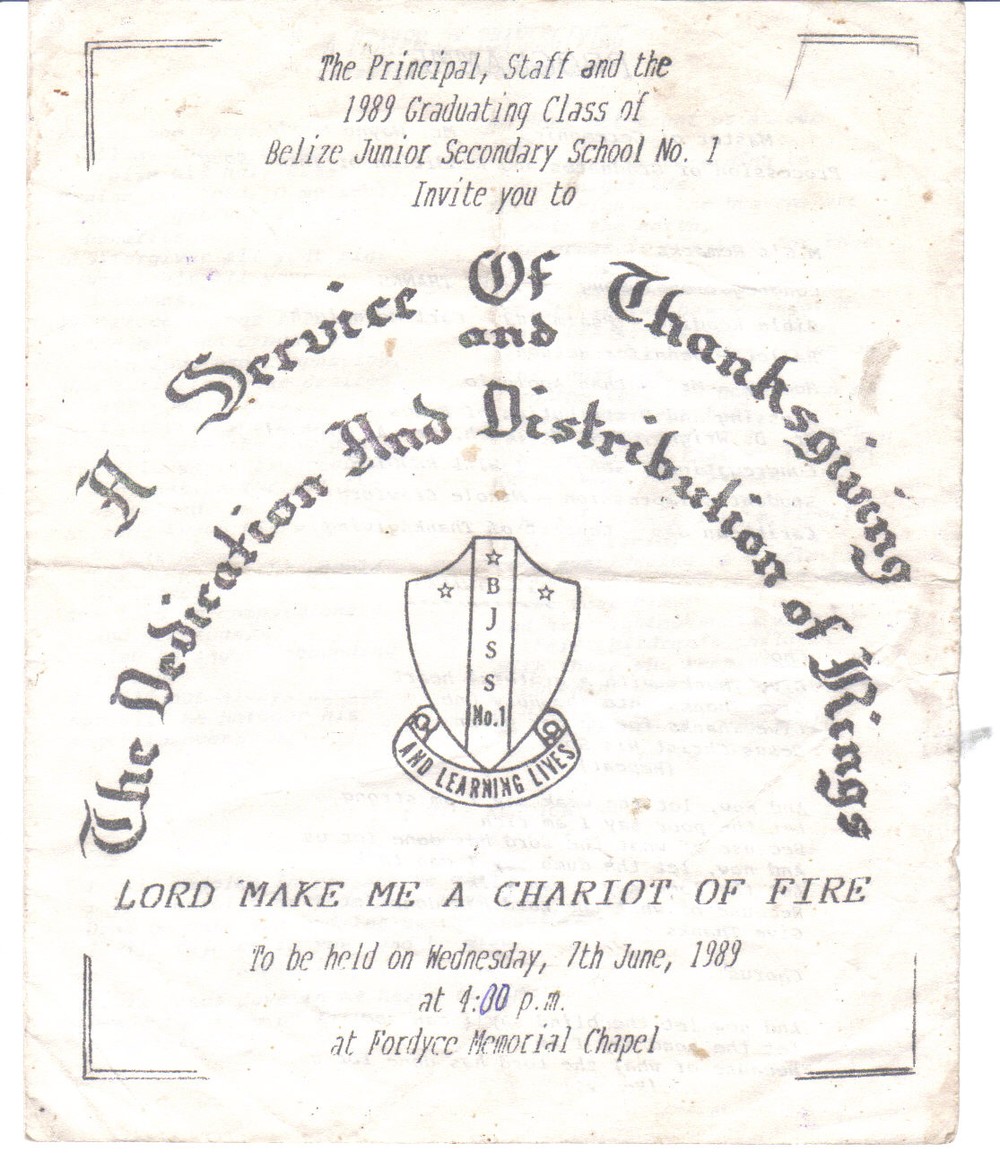 The Principal, Staff and the
1989 Graduating Class of
Belize Junior Secondary School No. 1
Invite you to
A Service Of Thanksgiving
and
The Dedication And Distribution of Rings
B
J
S
S
No.1
AND LEARNING LIVES
LORD MAKE ME A CHARIOT OF FIRE
To be held on Wednesday, 7th June, 1989
at 4:00 p.m.
at Fordyce Memorial Chapel